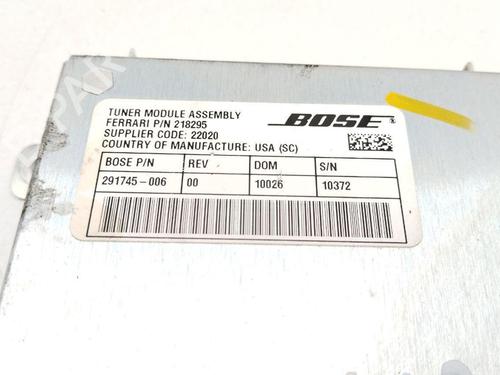 TUNER MODULE ASSEMBLY
FERRARI P/N 218295
SUPPLIER CODE: 22020
COUNTRY OF MANUFACTURE: USA (SC)
BOSE
BOSE P/N REV DOM S/N
291745-006 00 10026 10372